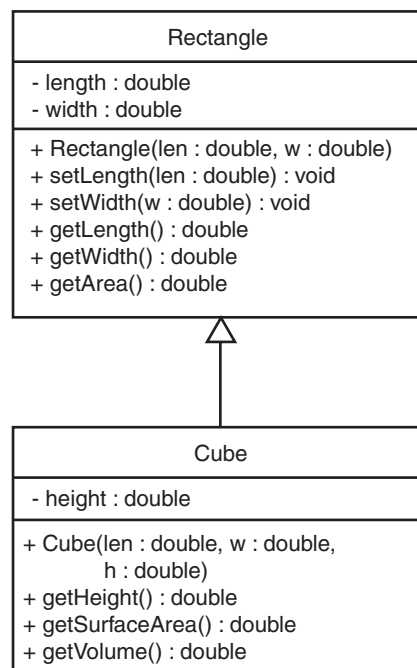 Rectangle
- length : double
- width : double
+ Rectangle(len : double, w : double)
+ setLength(len : double) : void
+ setWidth(w : double) : void
+ getLength() : double
+ getWidth() : double
+ getArea() : double
Cube
- height : double
+ Cube(len : double, w : double,
h : double)
+ getHeight() : double
+ getSurfaceArea() : double
+ getVolume() : double